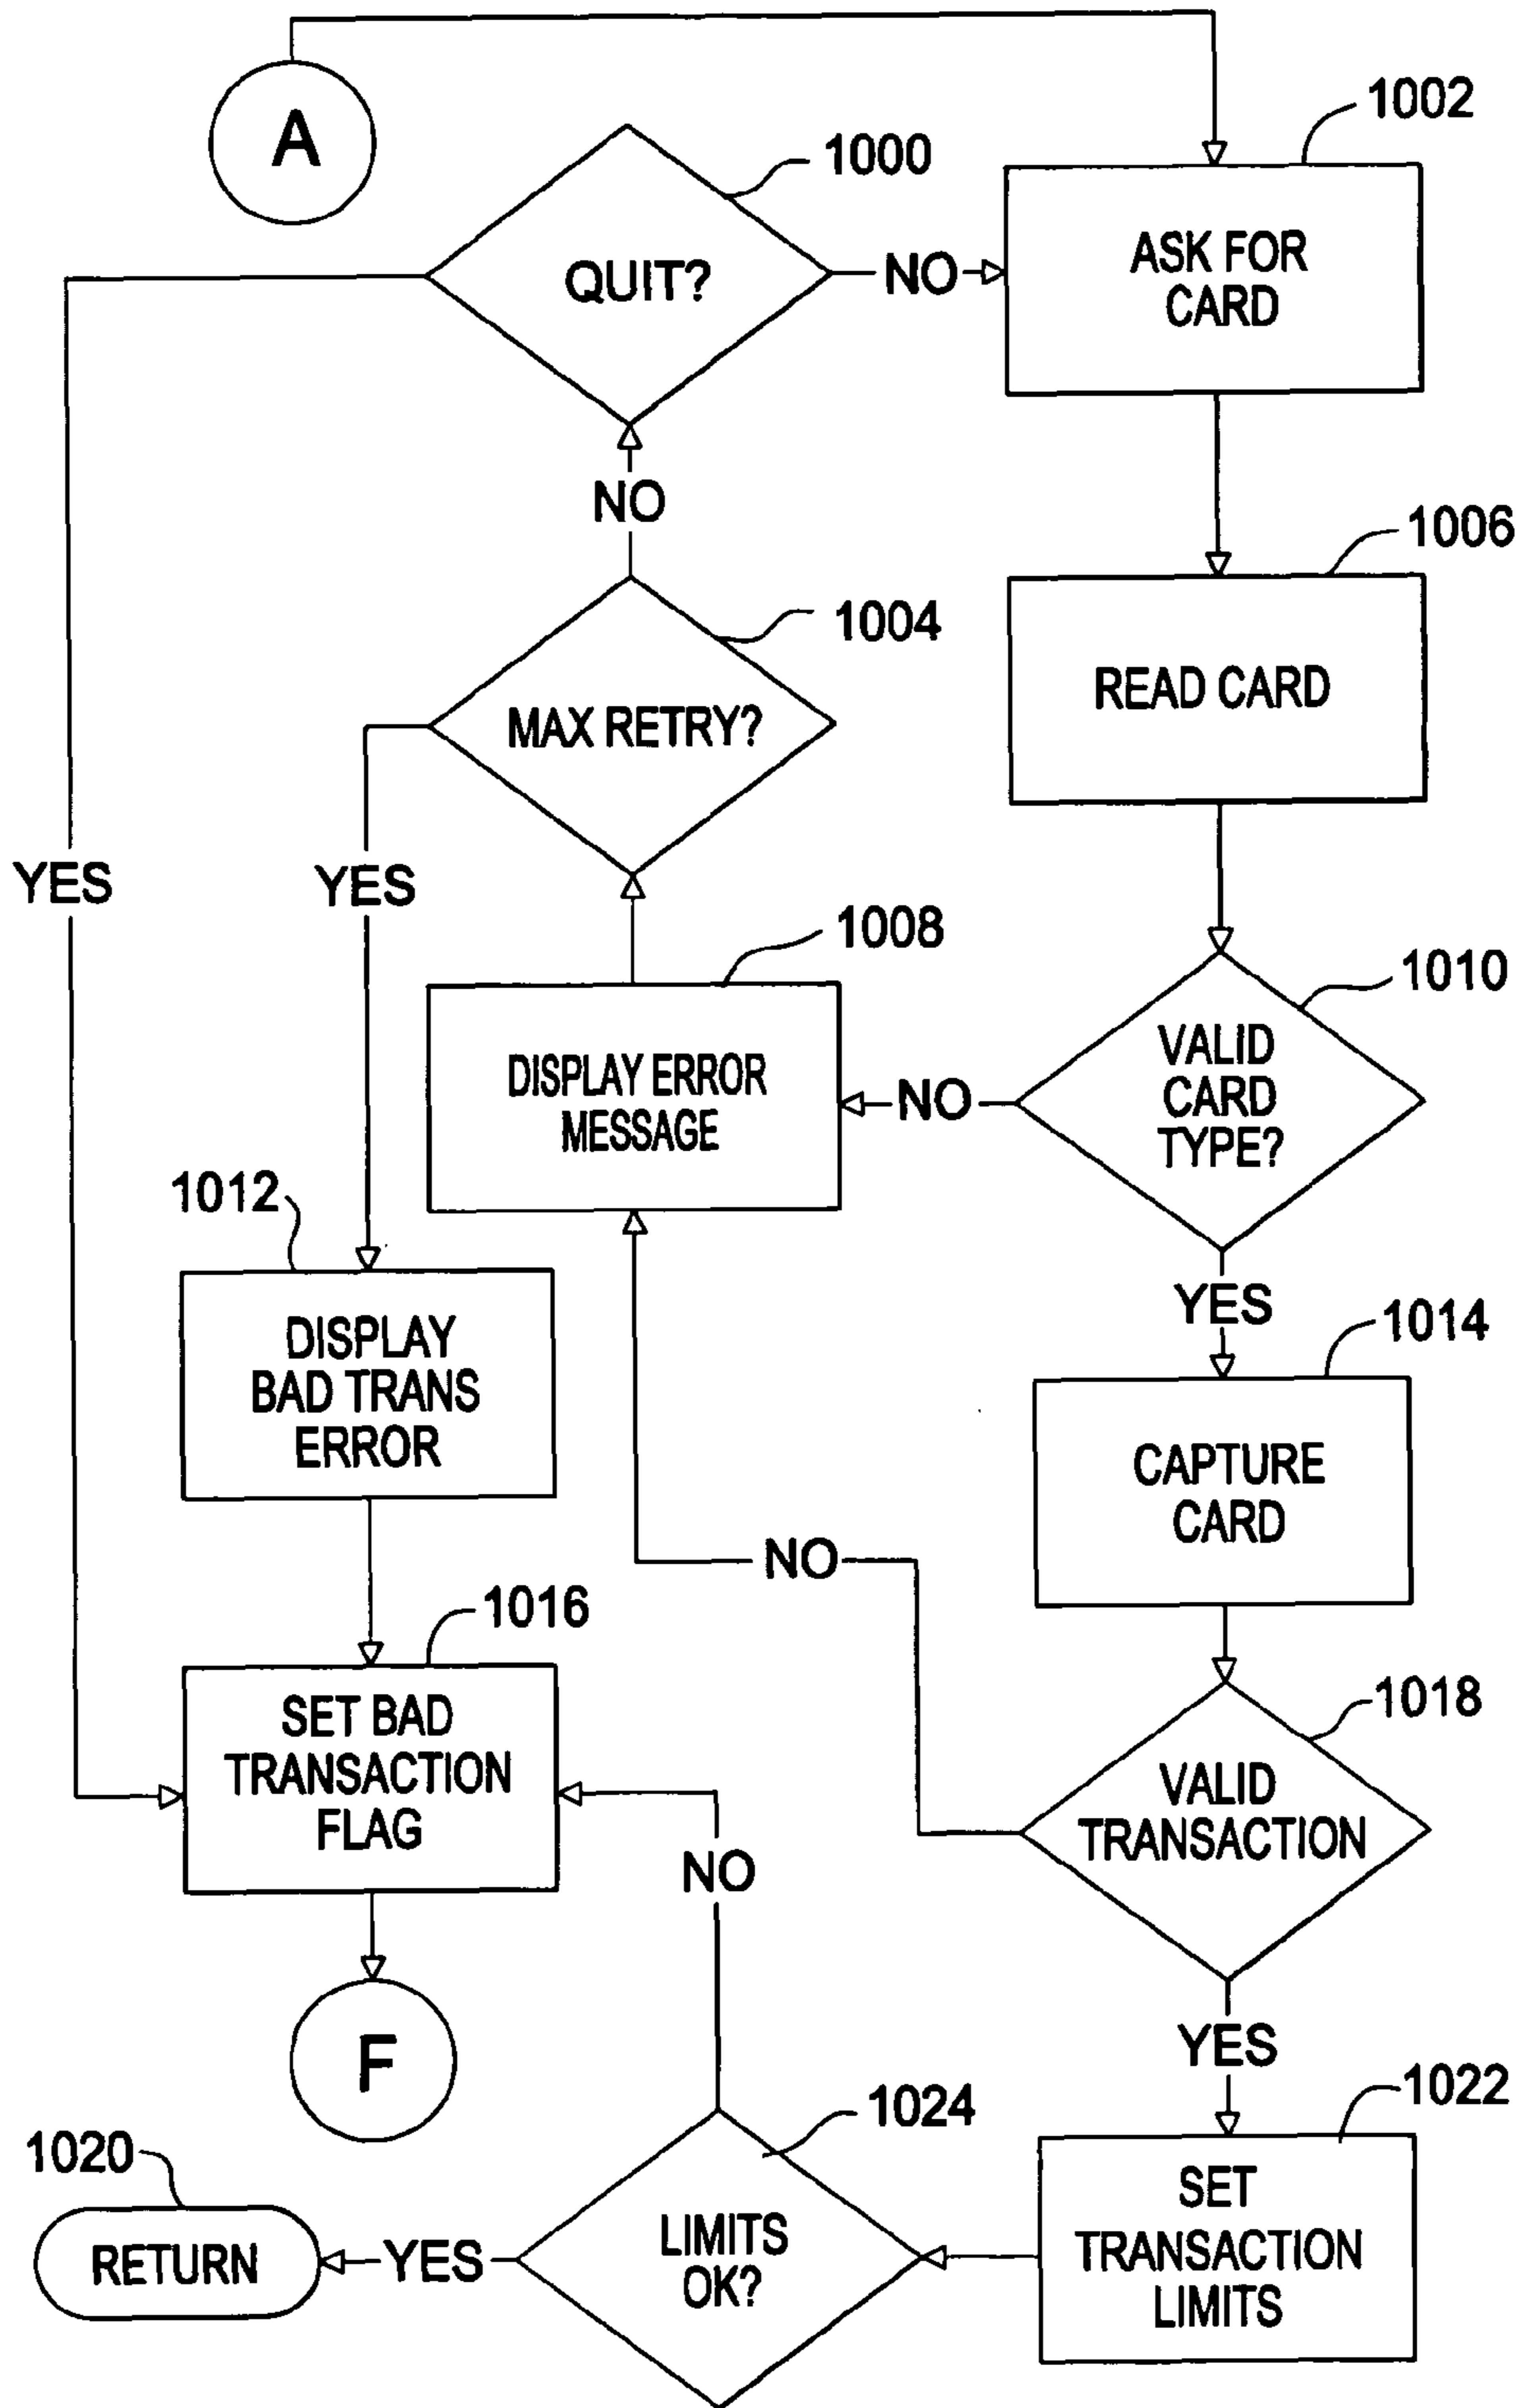 A
1002
1000
QUIT?
NO
ASK FOR
CARD
NO
1006
1004
MAX RETRY?
READ CARD
YES
YES
1008
1010
DISPLAY ERROR
MESSAGE
NO
VALID
CARD
TYPE?
1012
YES
DISPLAY
BAD TRANS
ERROR
1014
CAPTURE
CARD
NO
1016
SET BAD
TRANSACTION
FLAG
1018
VALID
TRANSACTION
NO
F
YES
1024
1022
1020
RETURN
YES
LIMITS
OK?
SET
TRANSACTION
LIMITS